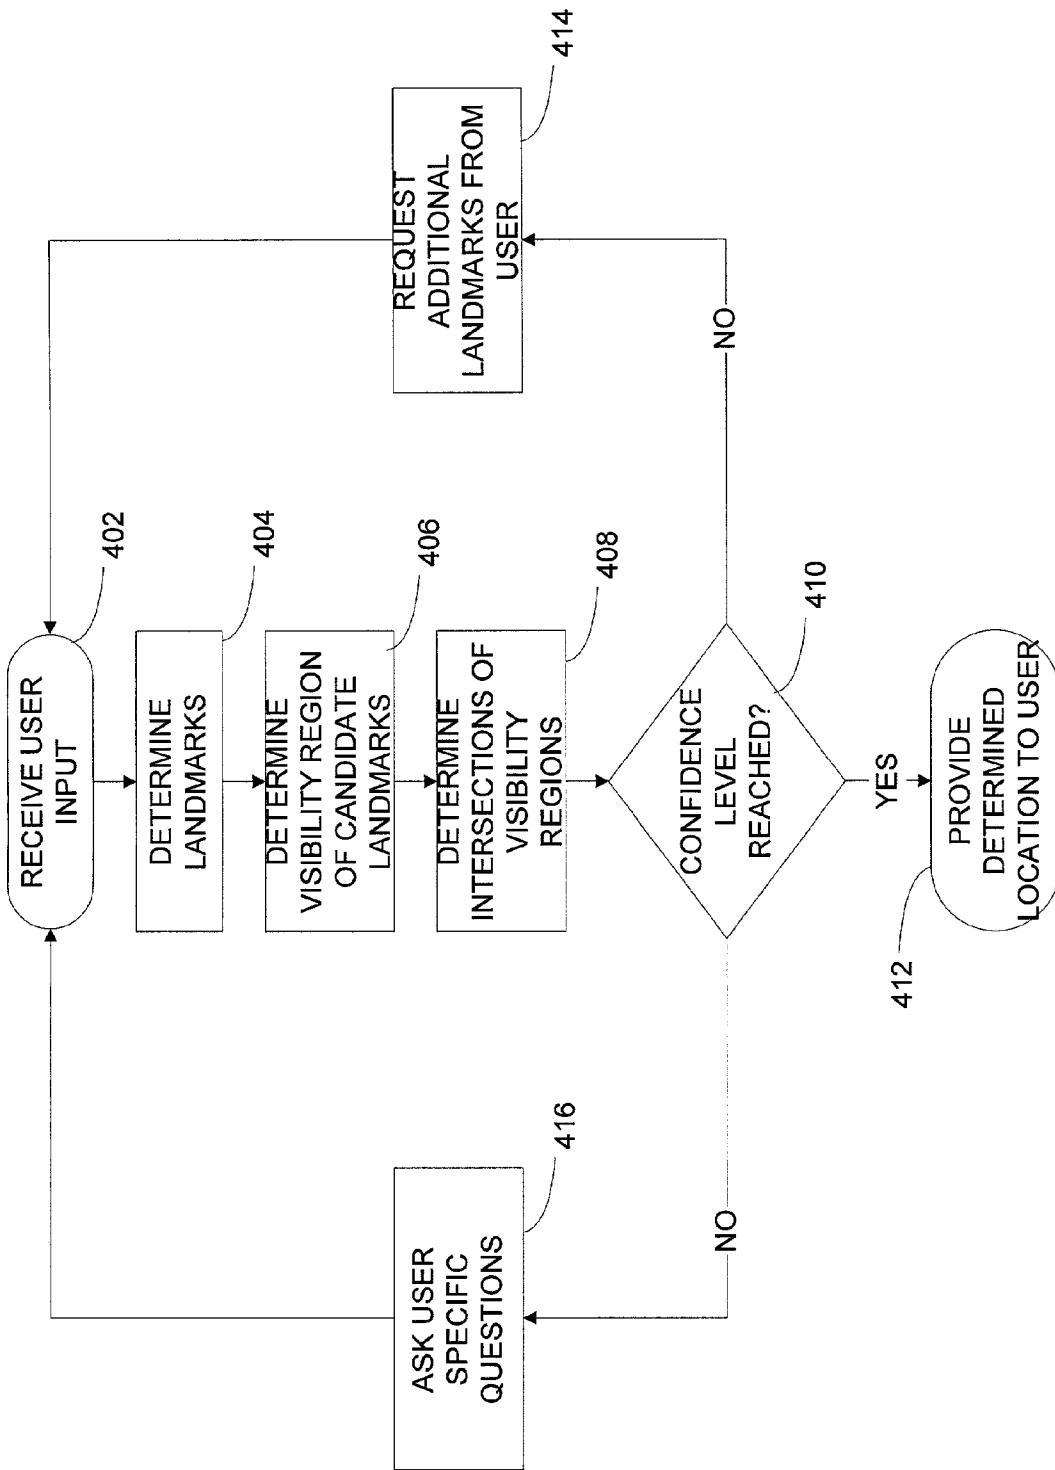 RECEIVE USER
INPUT
402
DETERMINE
LANDMARKS
404
DETERMINE
VISIBILITY REGION
OF CANDIDATE
LANDMARKS
406
DETERMINE
INTERSECTIONS OF
VISIBILITY
REGIONS
408
CONFIDENCE
LEVEL
REACHED?
410
YES
PROVIDE
DETERMINED
LOCATION TO USER
412
NO
REQUEST
ADDITIONAL
LANDMARKS FROM
USER
414
NO
ASK USER
SPECIFIC
QUESTIONS
416